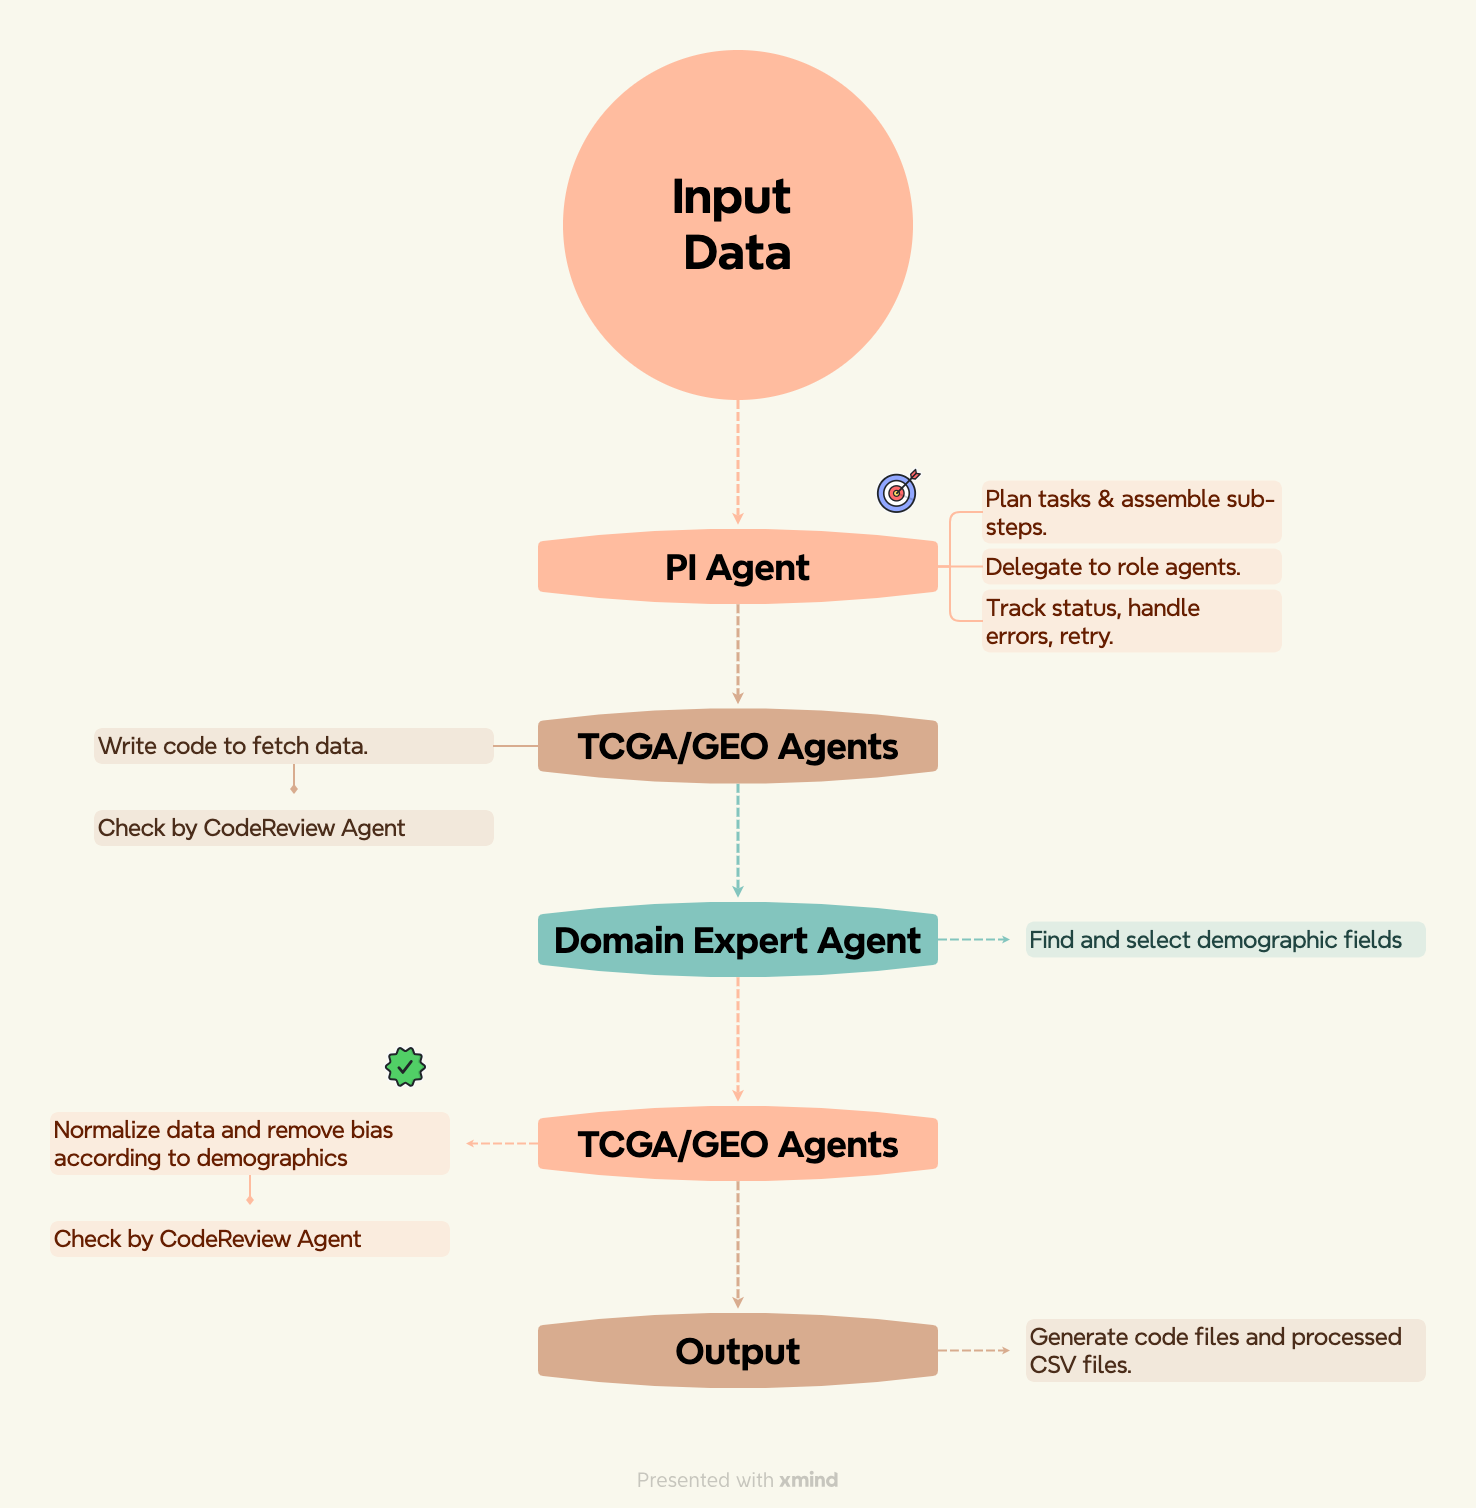 Input
Data
PI Agent
Plan tasks & assemble sub-
steps.
Delegate to role agents.
Track status, handle
errors, retry.
TCGA/GEO Agents
Write code to fetch data.
Check by CodeReview Agent
Domain Expert Agent
Find and select demographic fields
TCGA/GEO Agents
Normalize data and remove bias
according to demographics
Check by CodeReview Agent
Output
Generate code files and processed
CSV files.
Presented with xmind